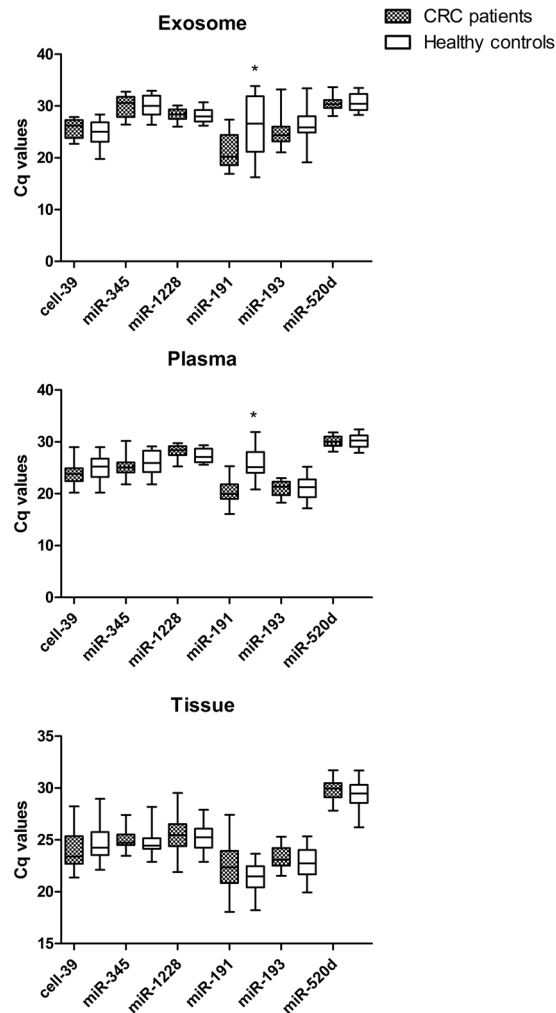 Exosome
CRC patients
Healthy controls
Cq values
40
30
20
10
0
*
cell-39
miR-345
miR-1228
miR-191
miR-193
miR-520d
Plasma
Cq values
40
30
20
10
0
*
cell-39
miR-345
miR-1228
miR-191
miR-193
miR-520d
Tissue
Cq values
35
30
25
20
15
cell-39
miR-345
miR-1228
miR-191
miR-193
miR-520d